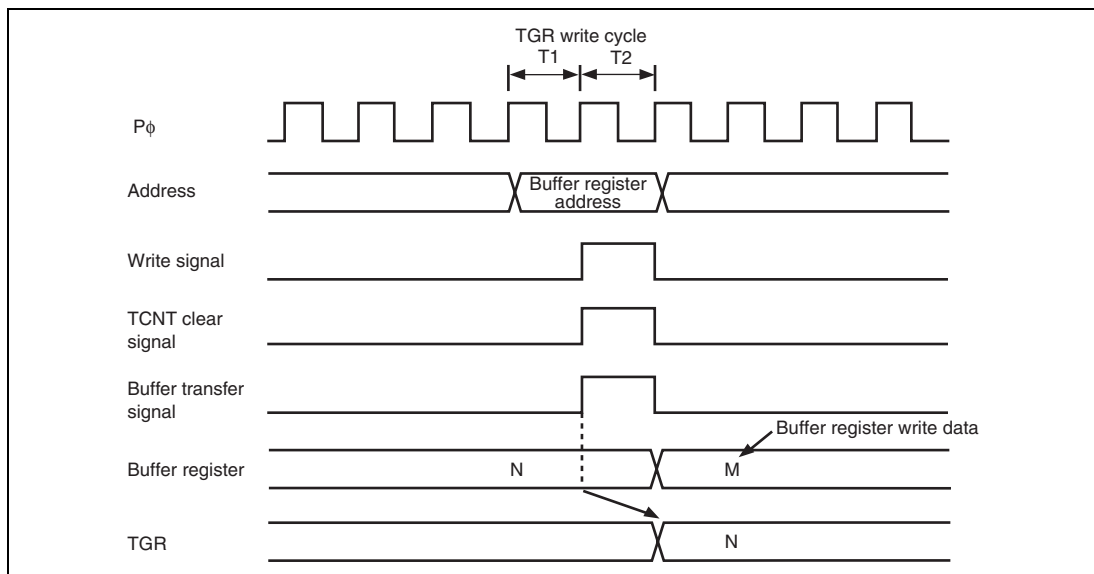 TGR write cycle
T1 T2
Pϕ
Address
Buffer register
address
Write signal
TCNT clear
signal
Buffer transfer
signal
Buffer register write data
Buffer register
N M
TGR
N